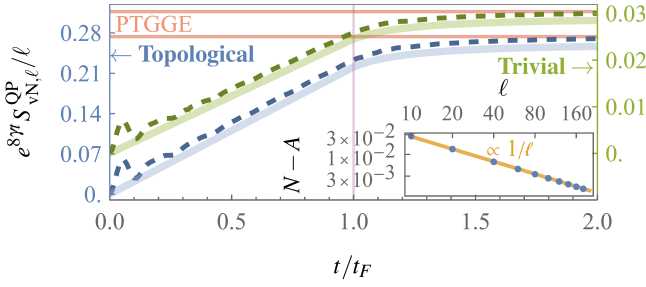 e^{8γt} S^{QP}_{vN,ℓ}/ℓ
0.28
0.21
0.14
0.07
0.
PTGGE
← Topological
Trivial →
0.03
0.02
0.01
0.
ℓ
10 20 40 80 160
N − A
3×10⁻²
1×10⁻²
3×10⁻³
∝ 1/ℓ
0.0 0.5 1.0 1.5 2.0
t/t_F